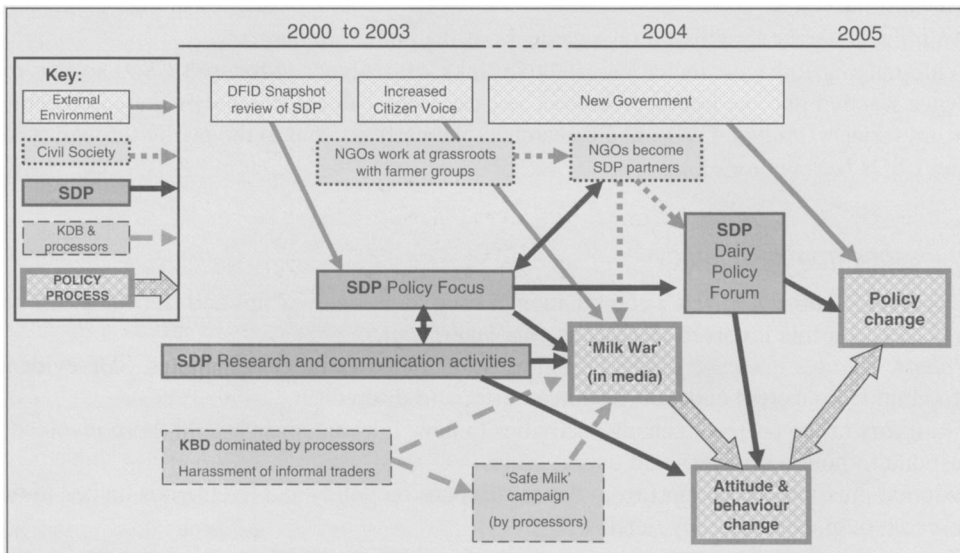 2000 to 2003
2004
2005
Key:
External
Environment
Civil Society
SDP
KDB &
processors
POLICY
PROCESS
DFID Snapshot
review of SDP
Increased
Citizen Voice
New Government
NGOs work at grassroots
with farmer groups
NGOs become
SDP partners
SDP
Dairy
Policy
Forum
SDP Policy Focus
Policy
change
SDP Research and communication activities
'Milk War'
(in media)
KBD dominated by processors
Harassment of informal traders
'Safe Milk'
campaign
(by processors)
Attitude &
behaviour
change